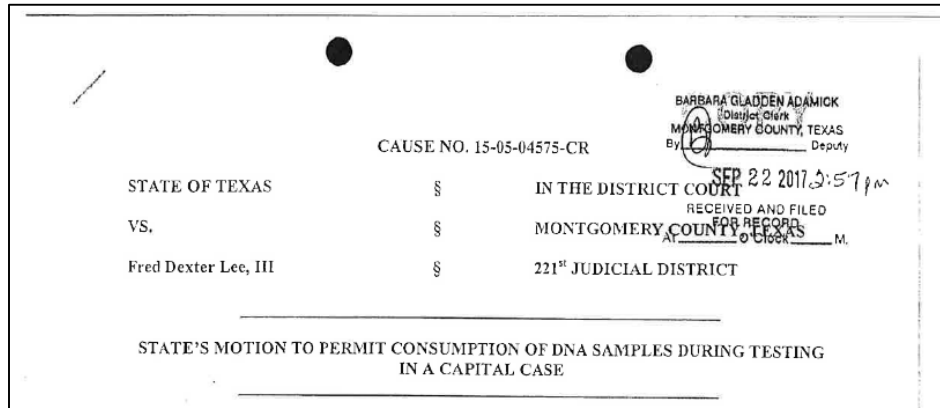 BARBARA GLADDEN ADAMICK
District Clerk
MONTGOMERY COUNTY, TEXAS
By Deputy
CAUSE NO. 15-05-04575-CR
SEP 22 2017 2:57pm
STATE OF TEXAS § IN THE DISTRICT COURT
RECEIVED AND FILED
FOR RECORD
VS. § MONTGOMERY COUNTY, TEXAS
At O'Clock M.
Fred Dexter Lee, III § 221st JUDICIAL DISTRICT
STATE'S MOTION TO PERMIT CONSUMPTION OF DNA SAMPLES DURING TESTING
IN A CAPITAL CASE